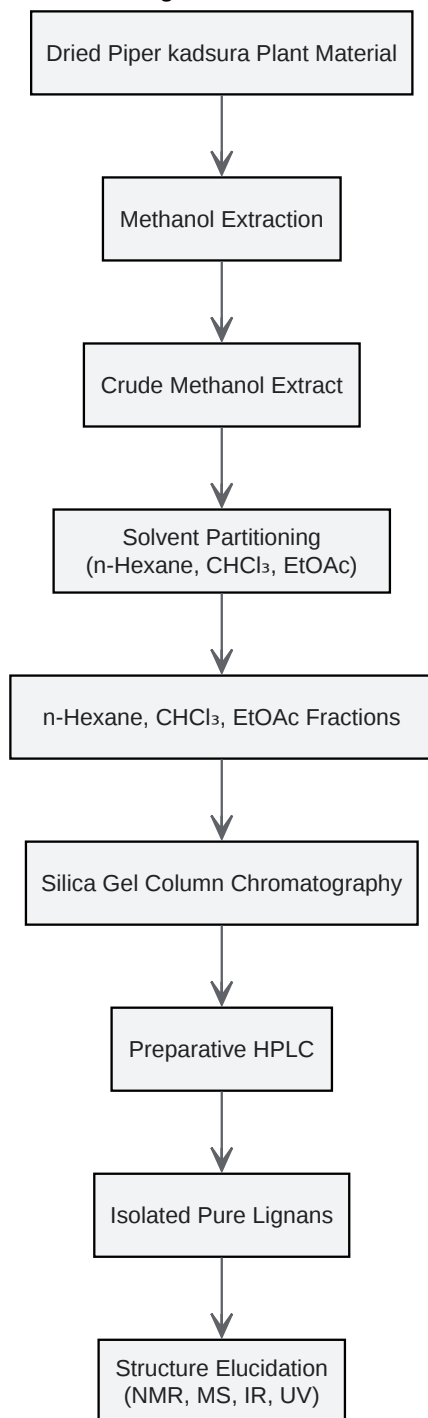 Dried Piper kadsura Plant Material
Methanol Extraction
Crude Methanol Extract
Solvent Partitioning
(n-Hexane, CHCl₃, EtOAc)
n-Hexane, CHCl₃, EtOAc Fractions
Silica Gel Column Chromatography
Preparative HPLC
Isolated Pure Lignans
Structure Elucidation
(NMR, MS, IR, UV)